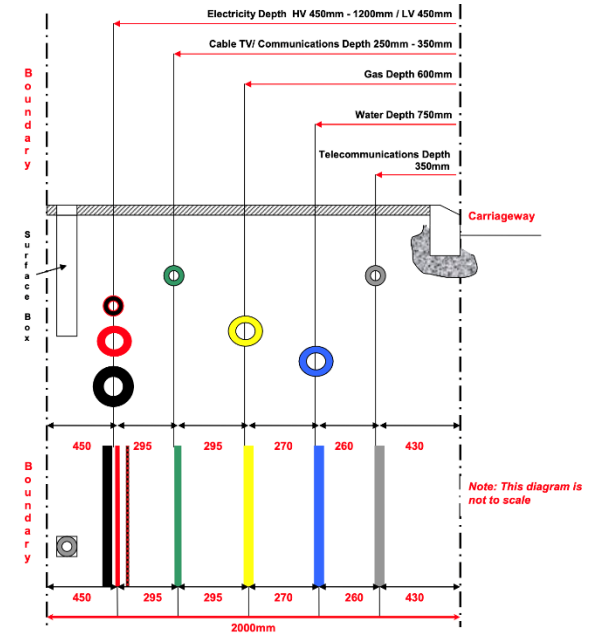 Electricity Depth HV 450mm - 1200mm / LV 450mm
Cable TV/ Communications Depth 250mm - 350mm
Gas Depth 600mm
Water Depth 750mm
Telecommunications Depth
350mm
Boundary
Carriageway
Surface Box
450 295 295 270 260 430
Boundary
Note: This diagram is
not to scale
450 295 295 270 260 430
2000mm